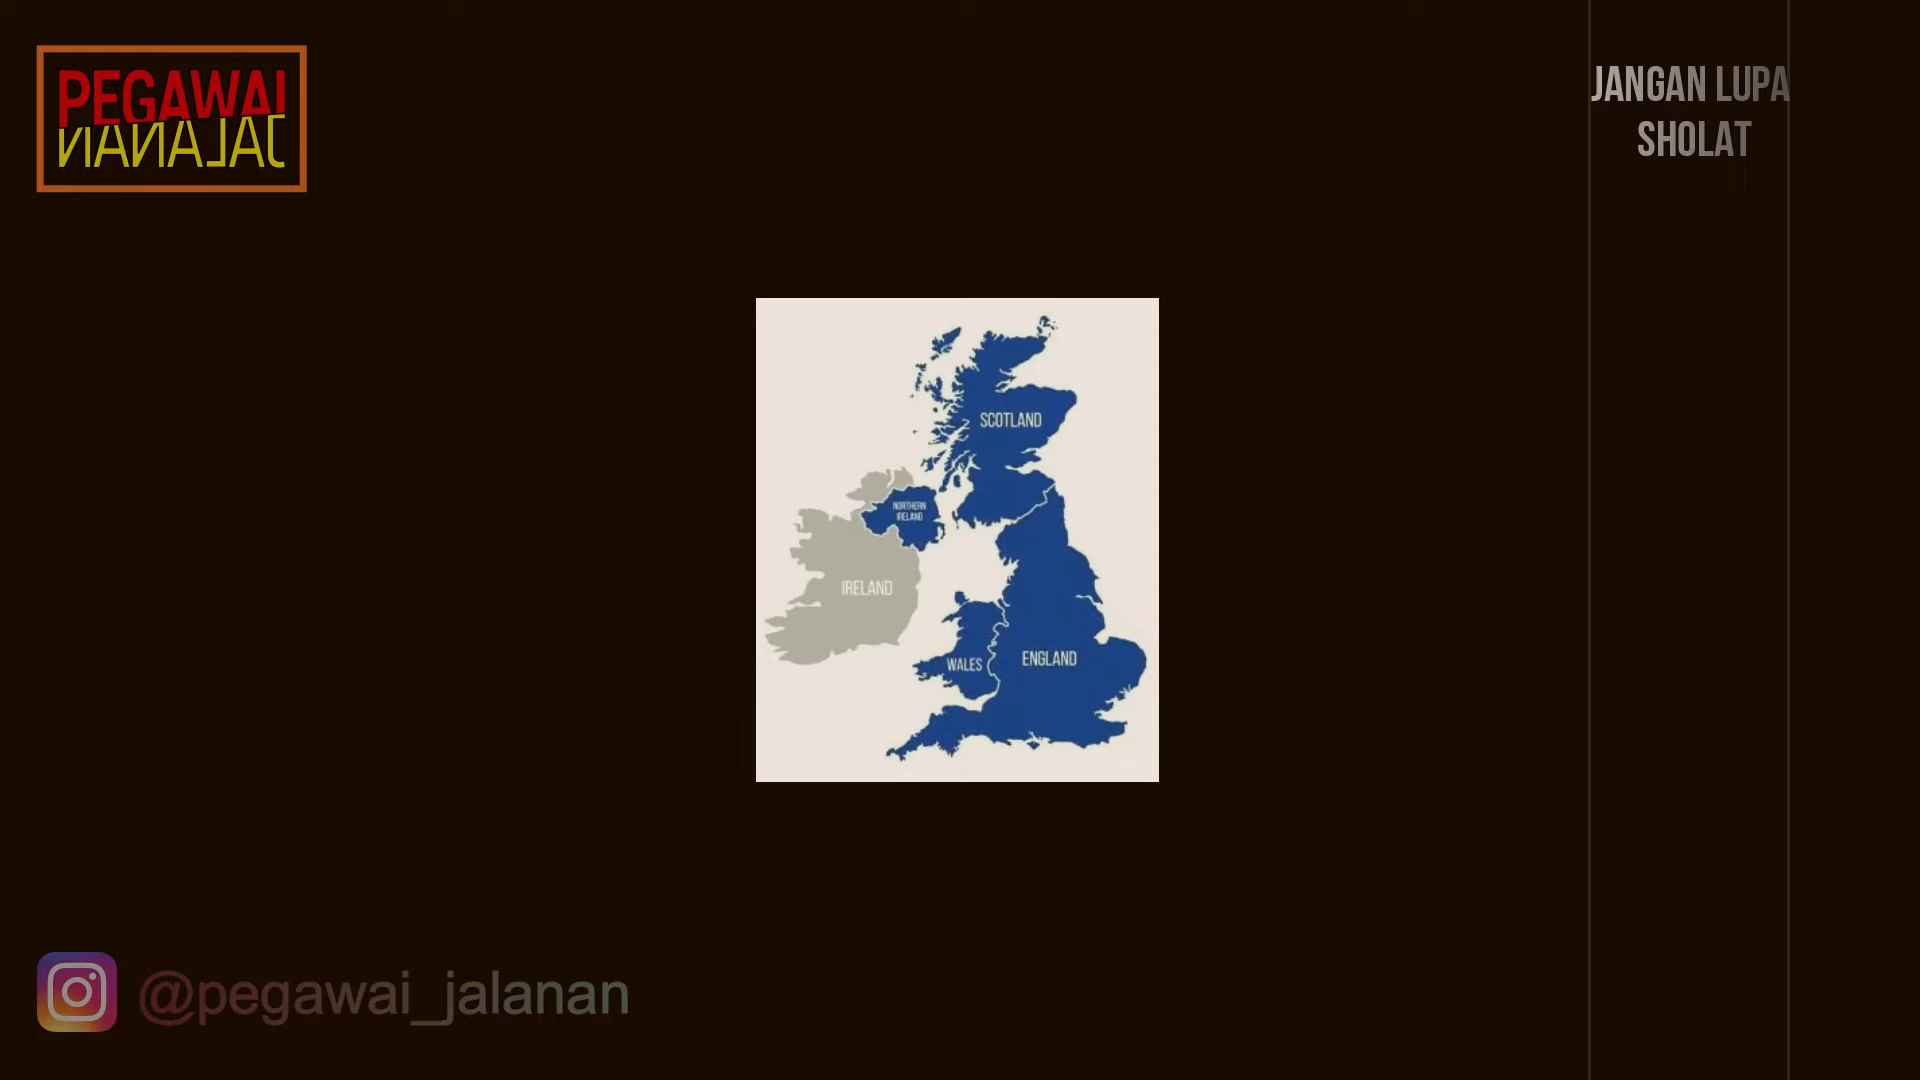 PEGAWAI
JALANAN
JANGAN LUPA
SHOLAT
SCOTLAND
NORTHERN
IRELAND
IRELAND
WALES
ENGLAND
@pegawai_jalanan